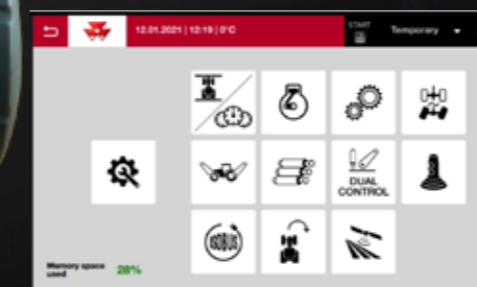 12.01.2021 | 12:19 | 0°C
START
Temporary
DUAL
CONTROL
ISOBUS
Memory space
used
28%